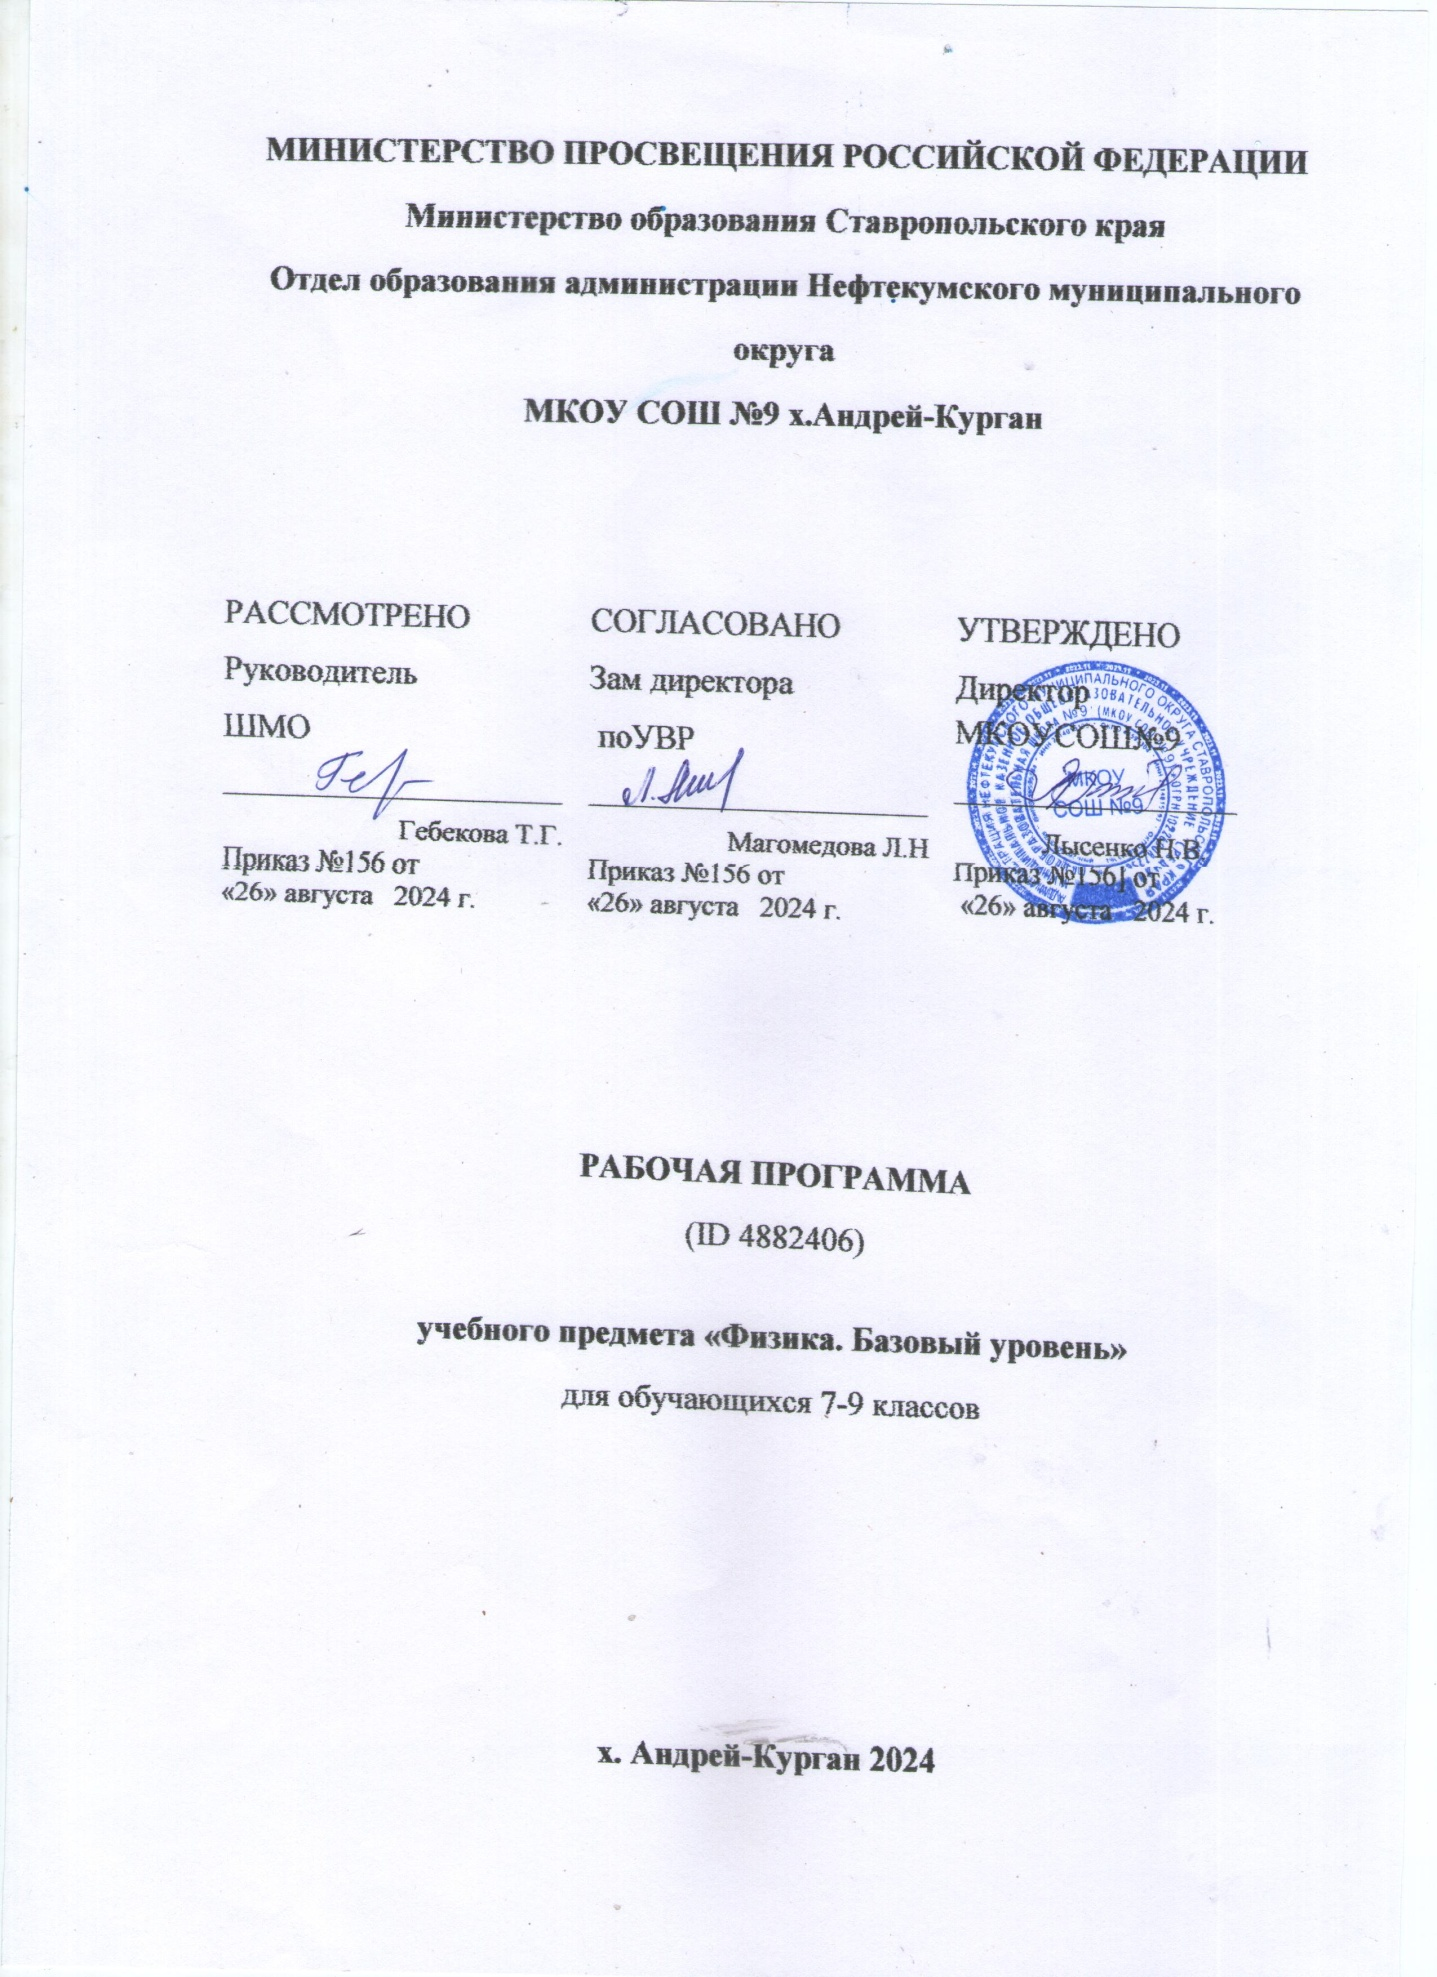 МИНИСТЕРСТВО ПРОСВЕЩЕНИЯ РОССИЙСКОЙ ФЕДЕРАЦИИ
Министерство образования Ставропольского края
Отдел образования администрации Нефтекумского муниципального
округа
МКОУ СОШ №9 х.Андрей-Курган
РАССМОТРЕНО
Руководитель
ШМО
Гебекова Т.Г.
Приказ №156 от
«26» августа 2024 г.
СОГЛАСОВАНО
Зам директора
поУВР
Магомедова Л.Н
Приказ №156 от
«26» августа 2024 г.
УТВЕРЖДЕНО
Директор
МКОУСОШ№9
МКОУ
СОШ №9
Лысенко Н.В.
Приказ №156 от
«26» августа 2024 г.
РАБОЧАЯ ПРОГРАММА
(ID 4882406)
учебного предмета «Физика. Базовый уровень»
для обучающихся 7-9 классов
х. Андрей-Курган 2024